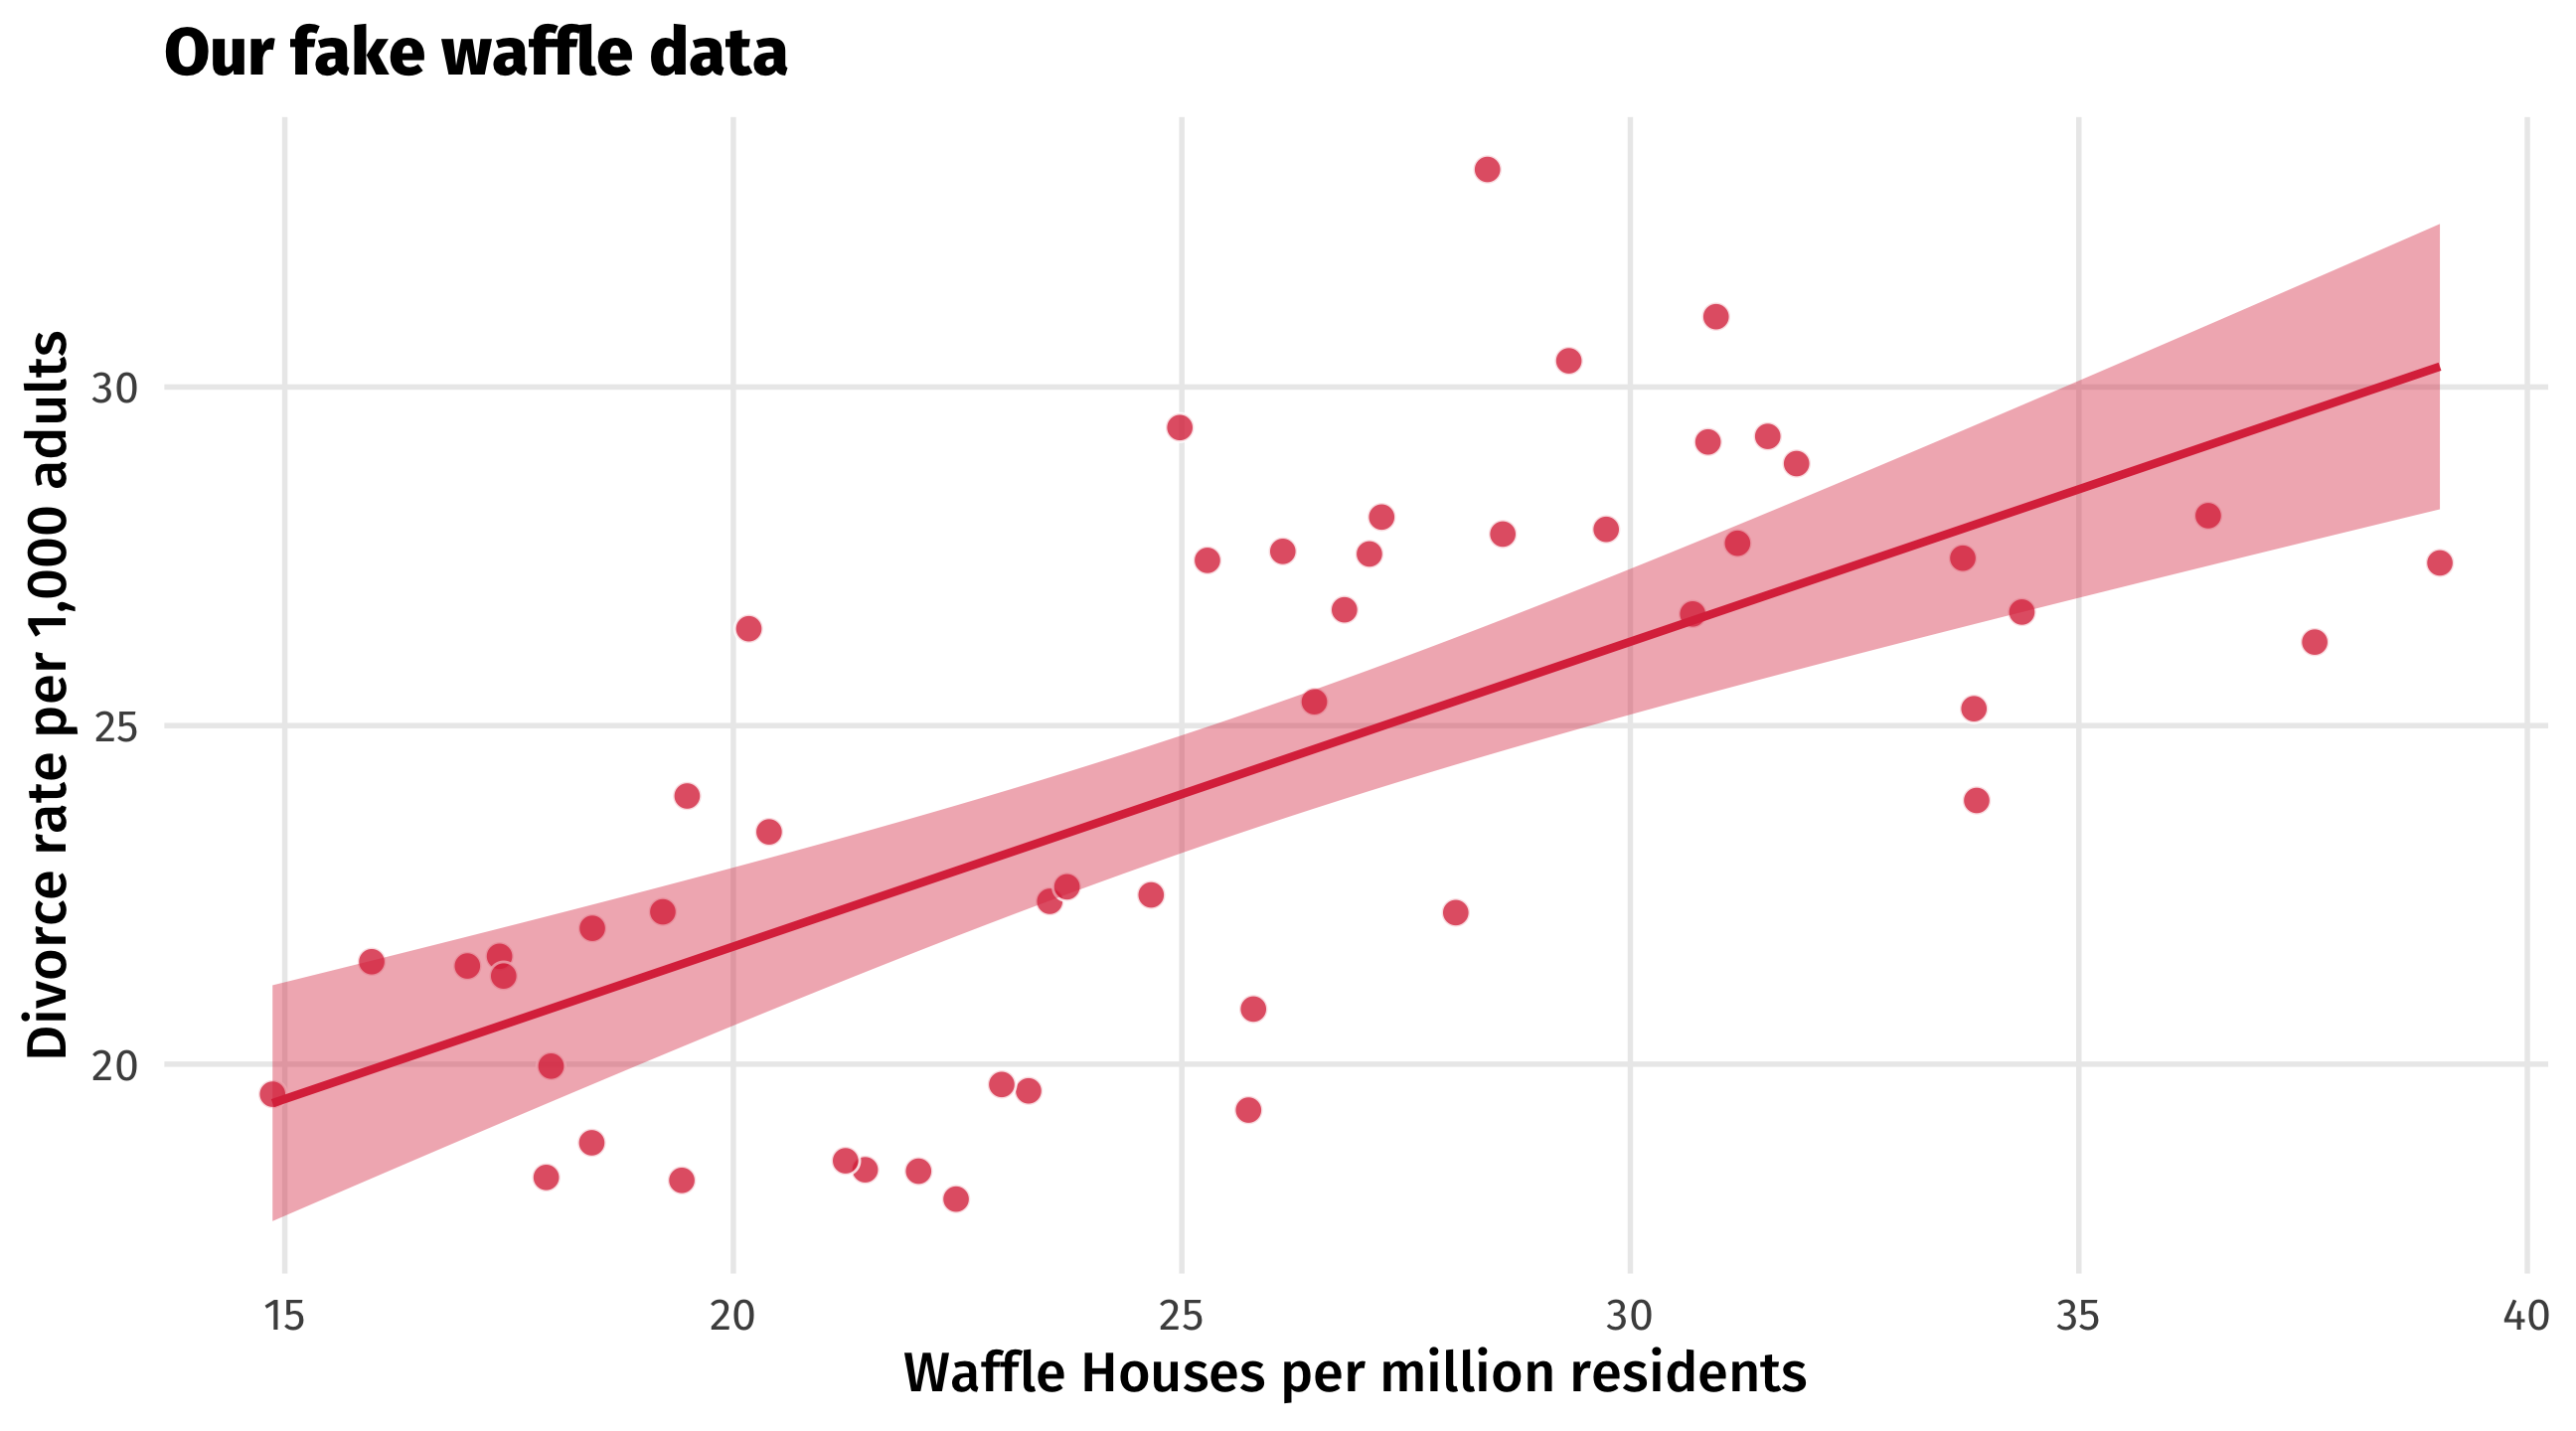 Our fake waffle data
Divorce rate per 1,000 adults
30
25
20
15 20 25 30 35 40
Waffle Houses per million residents